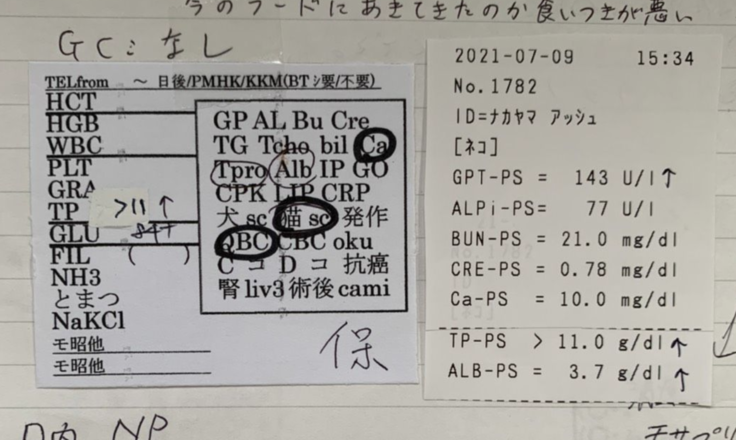 今のフードにあきてきたのか食いつきが悪い
GC:なし
TELfrom ～ 日後/PMHK/KKM(BTシ要/不要)
HCT
HGB
WBC
PLT
GRA
TP >11 ↑
GLU
FIL ( )
NH3
とまつ
NaKCl
モ昭他
モ昭他
GP AL Bu Cre
TG Tcho bil Ca
Tpro Alb IP GO
CPK LIP CRP
犬 sc 猫 sc 発作
QBC CBC oku
C コ D コ 抗癌
腎 liv3 術後 cami
保
2021-07-09 15:34
No.1782
ID=ナカヤマ アッシュ
[ネコ]
GPT-PS = 143 U/l↑
ALPi-PS= 77 U/l
BUN-PS = 21.0 mg/dl
CRE-PS = 0.78 mg/dl
Ca-PS = 10.0 mg/dl
TP-PS > 11.0 g/dl↑
ALB-PS = 3.7 g/dl↑
NP